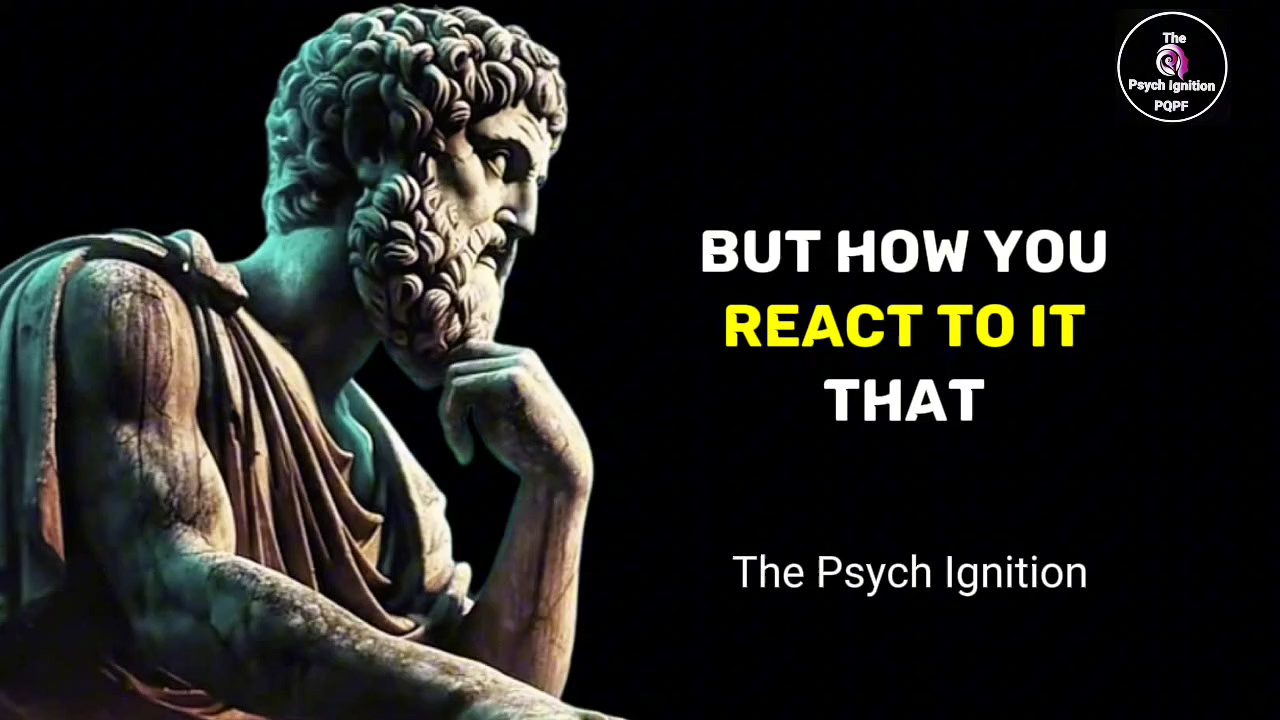 The
Psych Ignition
PQPF
BUT HOW YOU
REACT TO IT
THAT
The Psych Ignition